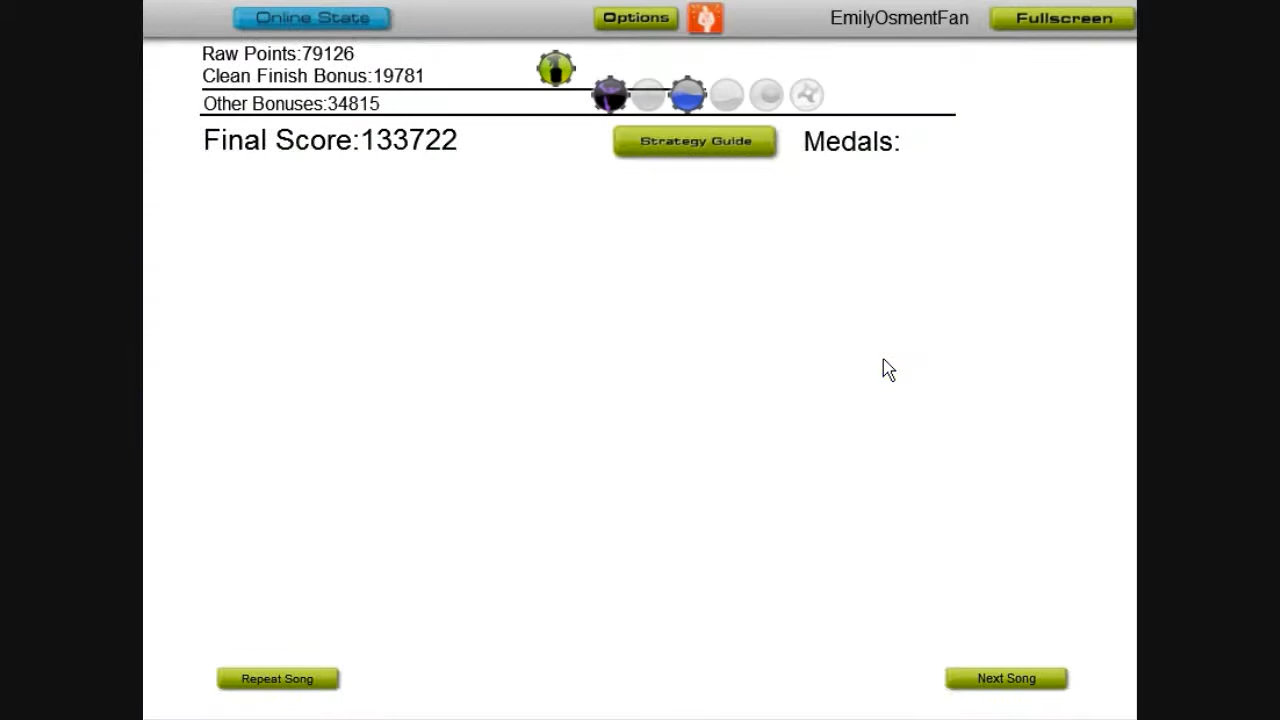 Online Stats
Options
EmilyOsmentFan
Fullscreen
Raw Points:79126
Clean Finish Bonus:19781
Other Bonuses:34815
Final Score:133722
Strategy Guide
Medals:
Repeat Song
Next Song